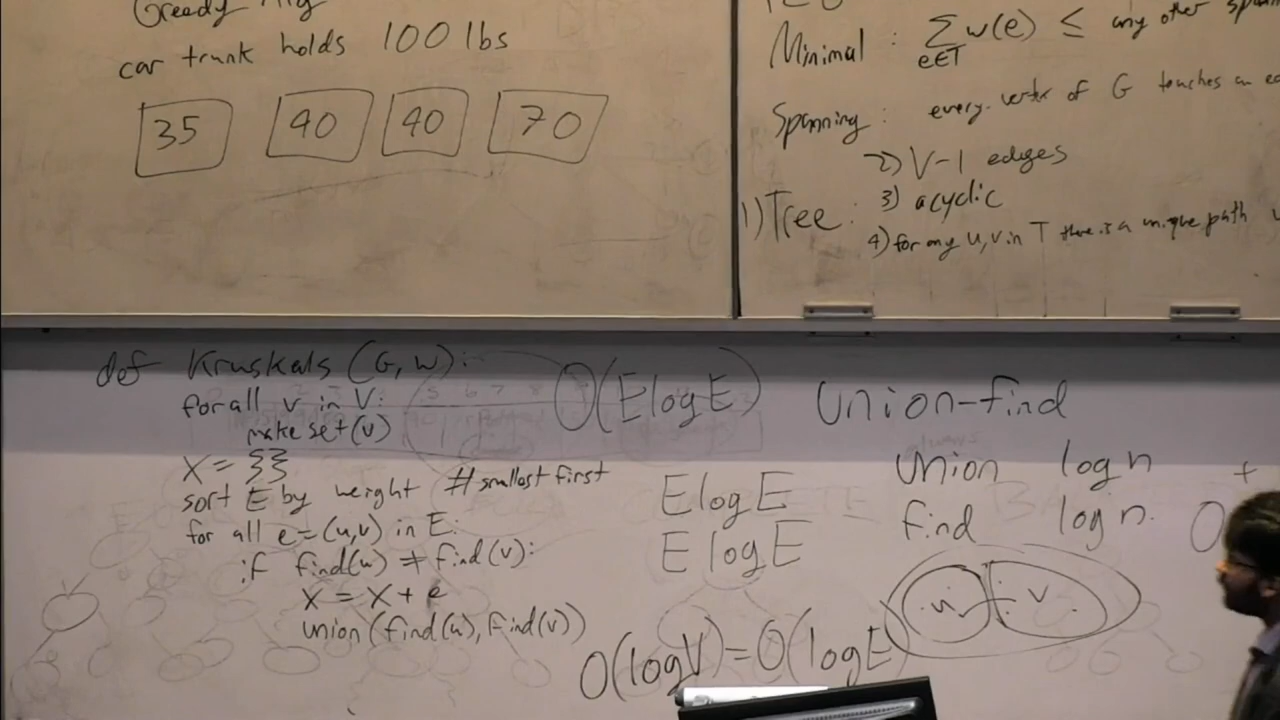 Greedy Alg
car trunk holds 100 lbs
35 40 40 70
Minimal : ∑ w(e) ≤ any other
e∈T
Spanning : every vertex of G touches an
2) V-1 edges
1) Tree : 3) acyclic
4) for any u,v in T there is a unique path
def Kruskals (G, W):
for all v in V:
make set(v)
X = {}
sort E by weight #smallest first
for all e=(u,v) in E:
if find(u) ≠ find(v):
X = X + e
union(find(u), find(v))
O(E log E)
E log E
E log E
O(log V) = O(log E)
Union-find
Union log n +
find log n. O
u v